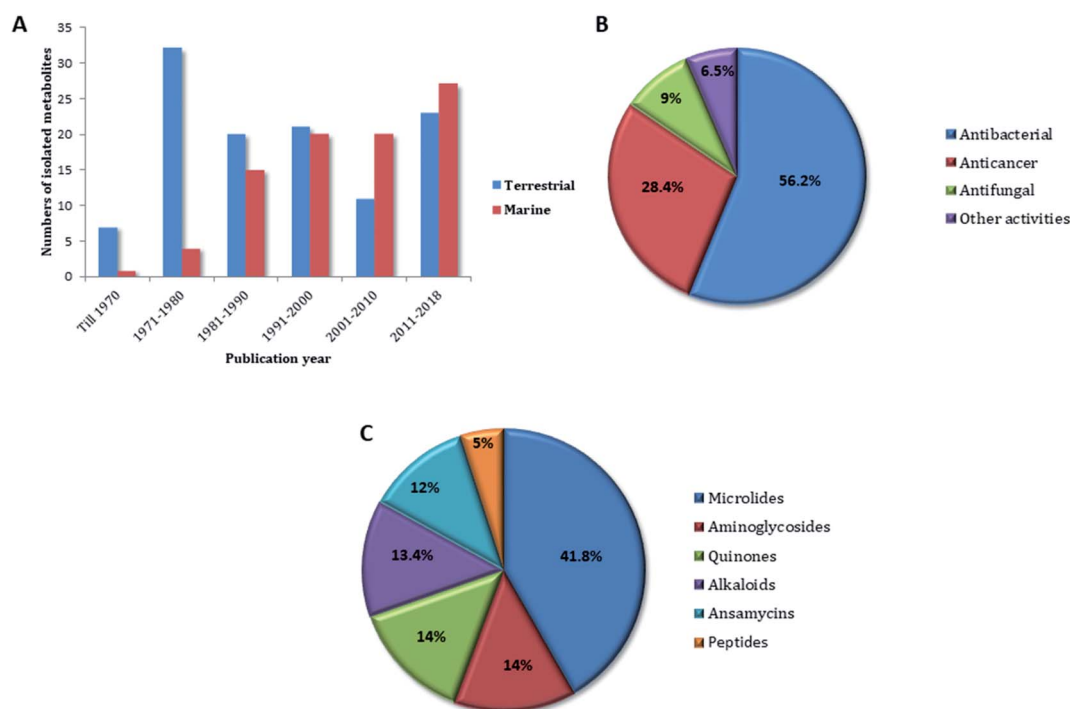 A
Numbers of isolated metabolites
35
30
25
20
15
10
5
0
Till 1970
1971-1980
1981-1990
1991-2000
2001-2010
2011-2018
Publication year
Terrestrial
Marine
B
6.5%
9%
28.4%
56.2%
Antibacterial
Anticancer
Antifungal
Other activities
C
5%
12%
13.4%
41.8%
14%
14%
Microlides
Aminoglycosides
Quinones
Alkaloids
Ansamycins
Peptides